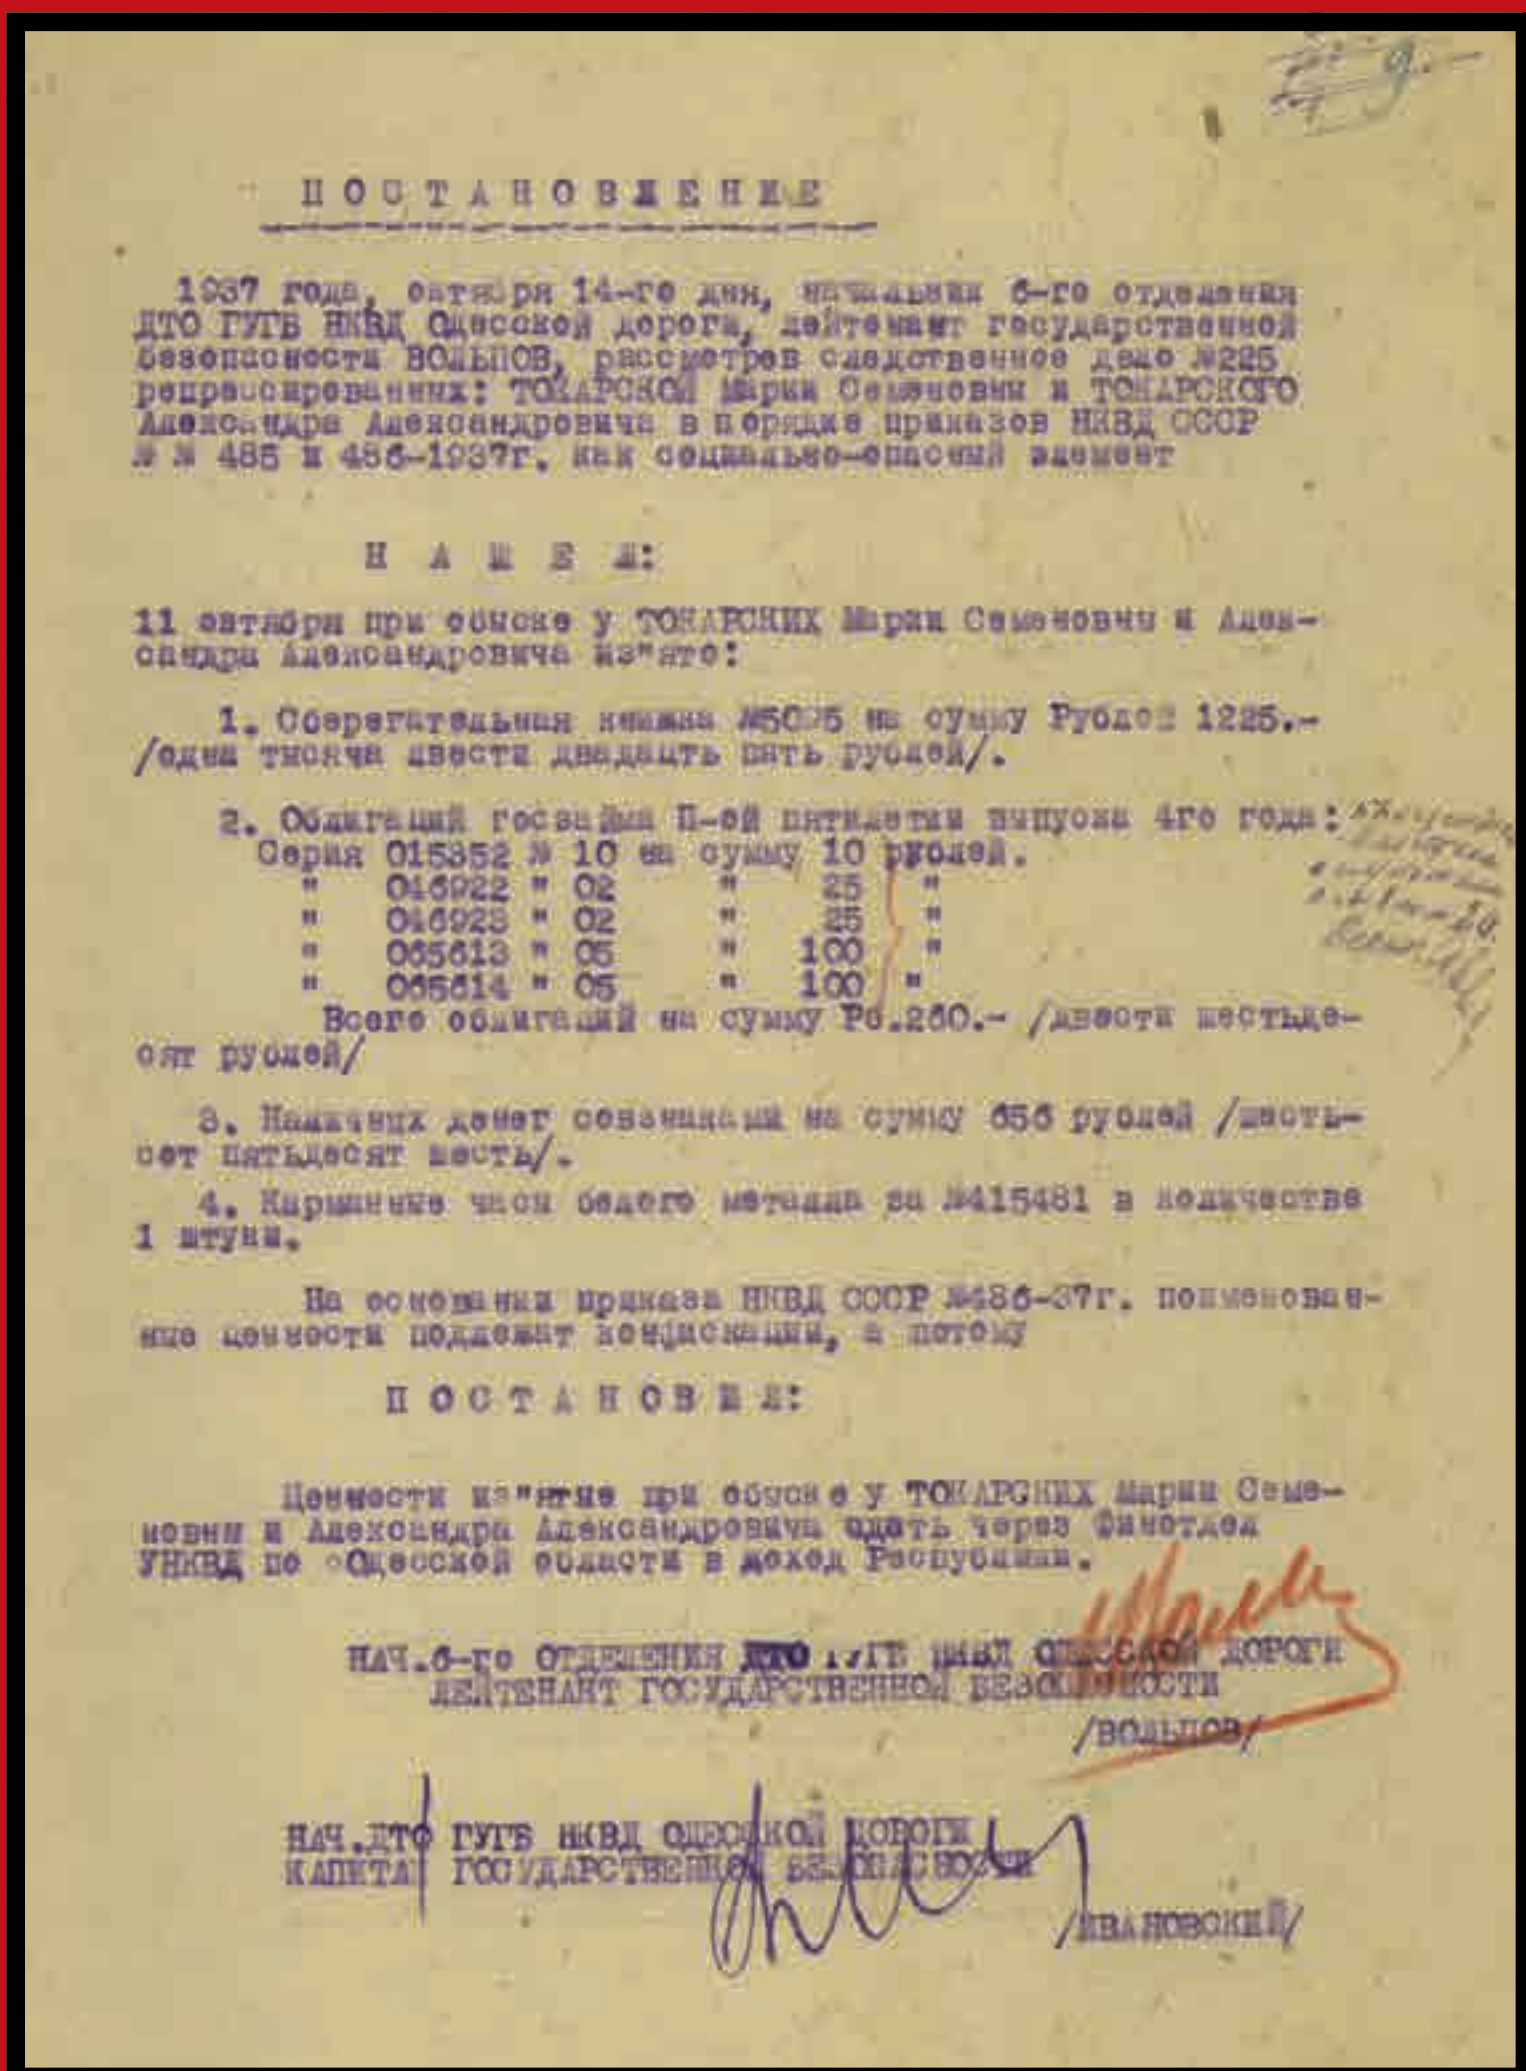 ПОСТАНОВЛЕНИЕ
1937 года, октября 14-го дня, начальник 6-го отделения
ДТО ГУГБ НКВД Одесской дороги, лейтенант государственной
безопасности ВОЛЬПОВ, рассмотрев следственное дело №225
репрессированных: ТОКАРСКОЙ Марии Семеновны и ТОКАРСКОГО
Александра Александровича в порядке приказов НКВД СССР
№ № 485 и 486-1937г. как социально-опасный элемент
НАШЕЛ:
11 октября при обыске у ТОКАРСКИХ Марии Семеновны и Алек-
сандра Александровича из"ято:
1. Сберегательная книжка на сумму Рублей 1225.-
/одна тысяча двести двадцать пять рублей/.
2. Облигаций госзайма П-ой пятилетки выпуска 4го года:
Серия 015352 № 10 на сумму 10 рублей.
" 046922 " 02 " 25 "
" 046923 " 02 " 25 "
" 065613 " 05 " 100 "
" 065614 " 05 " 100 "
Всего облигаций на сумму Рб.260.- /двести шестьде-
сят рублей/
3. Наличных денег совзнаками на сумму 656 рублей /шесть-
сот пятьдесят шесть/.
4. Карманные часы белого металла за №415481 в количестве
1 штуки.
На основании приказа НКВД СССР №486-37г. поименован-
ные ценности подлежат конфискации, а потому
ПОСТАНОВИЛ:
Ценности из"ятые при обыске у ТОКАРСКИХ Марии Семе-
новны и Александра Александровича сдать через Финотдел
УНКВД по Одесской области в доход Республики.
НАЧ.6-го ОТДЕЛЕНИЯ ДТО ГУГБ НКВД ОДЕССКОЙ ДОРОГИ
ЛЕЙТЕНАНТ ГОСУДАРСТВЕННОЙ БЕЗОПАСНОСТИ
/ВОЛЬПОВ/
НАЧ.ДТО ГУГБ НКВД ОДЕССКОЙ ДОРОГИ
КАПИТАН ГОСУДАРСТВЕННОЙ БЕЗОПАСНОСТИ
/ИВАНОВСКИЙ/